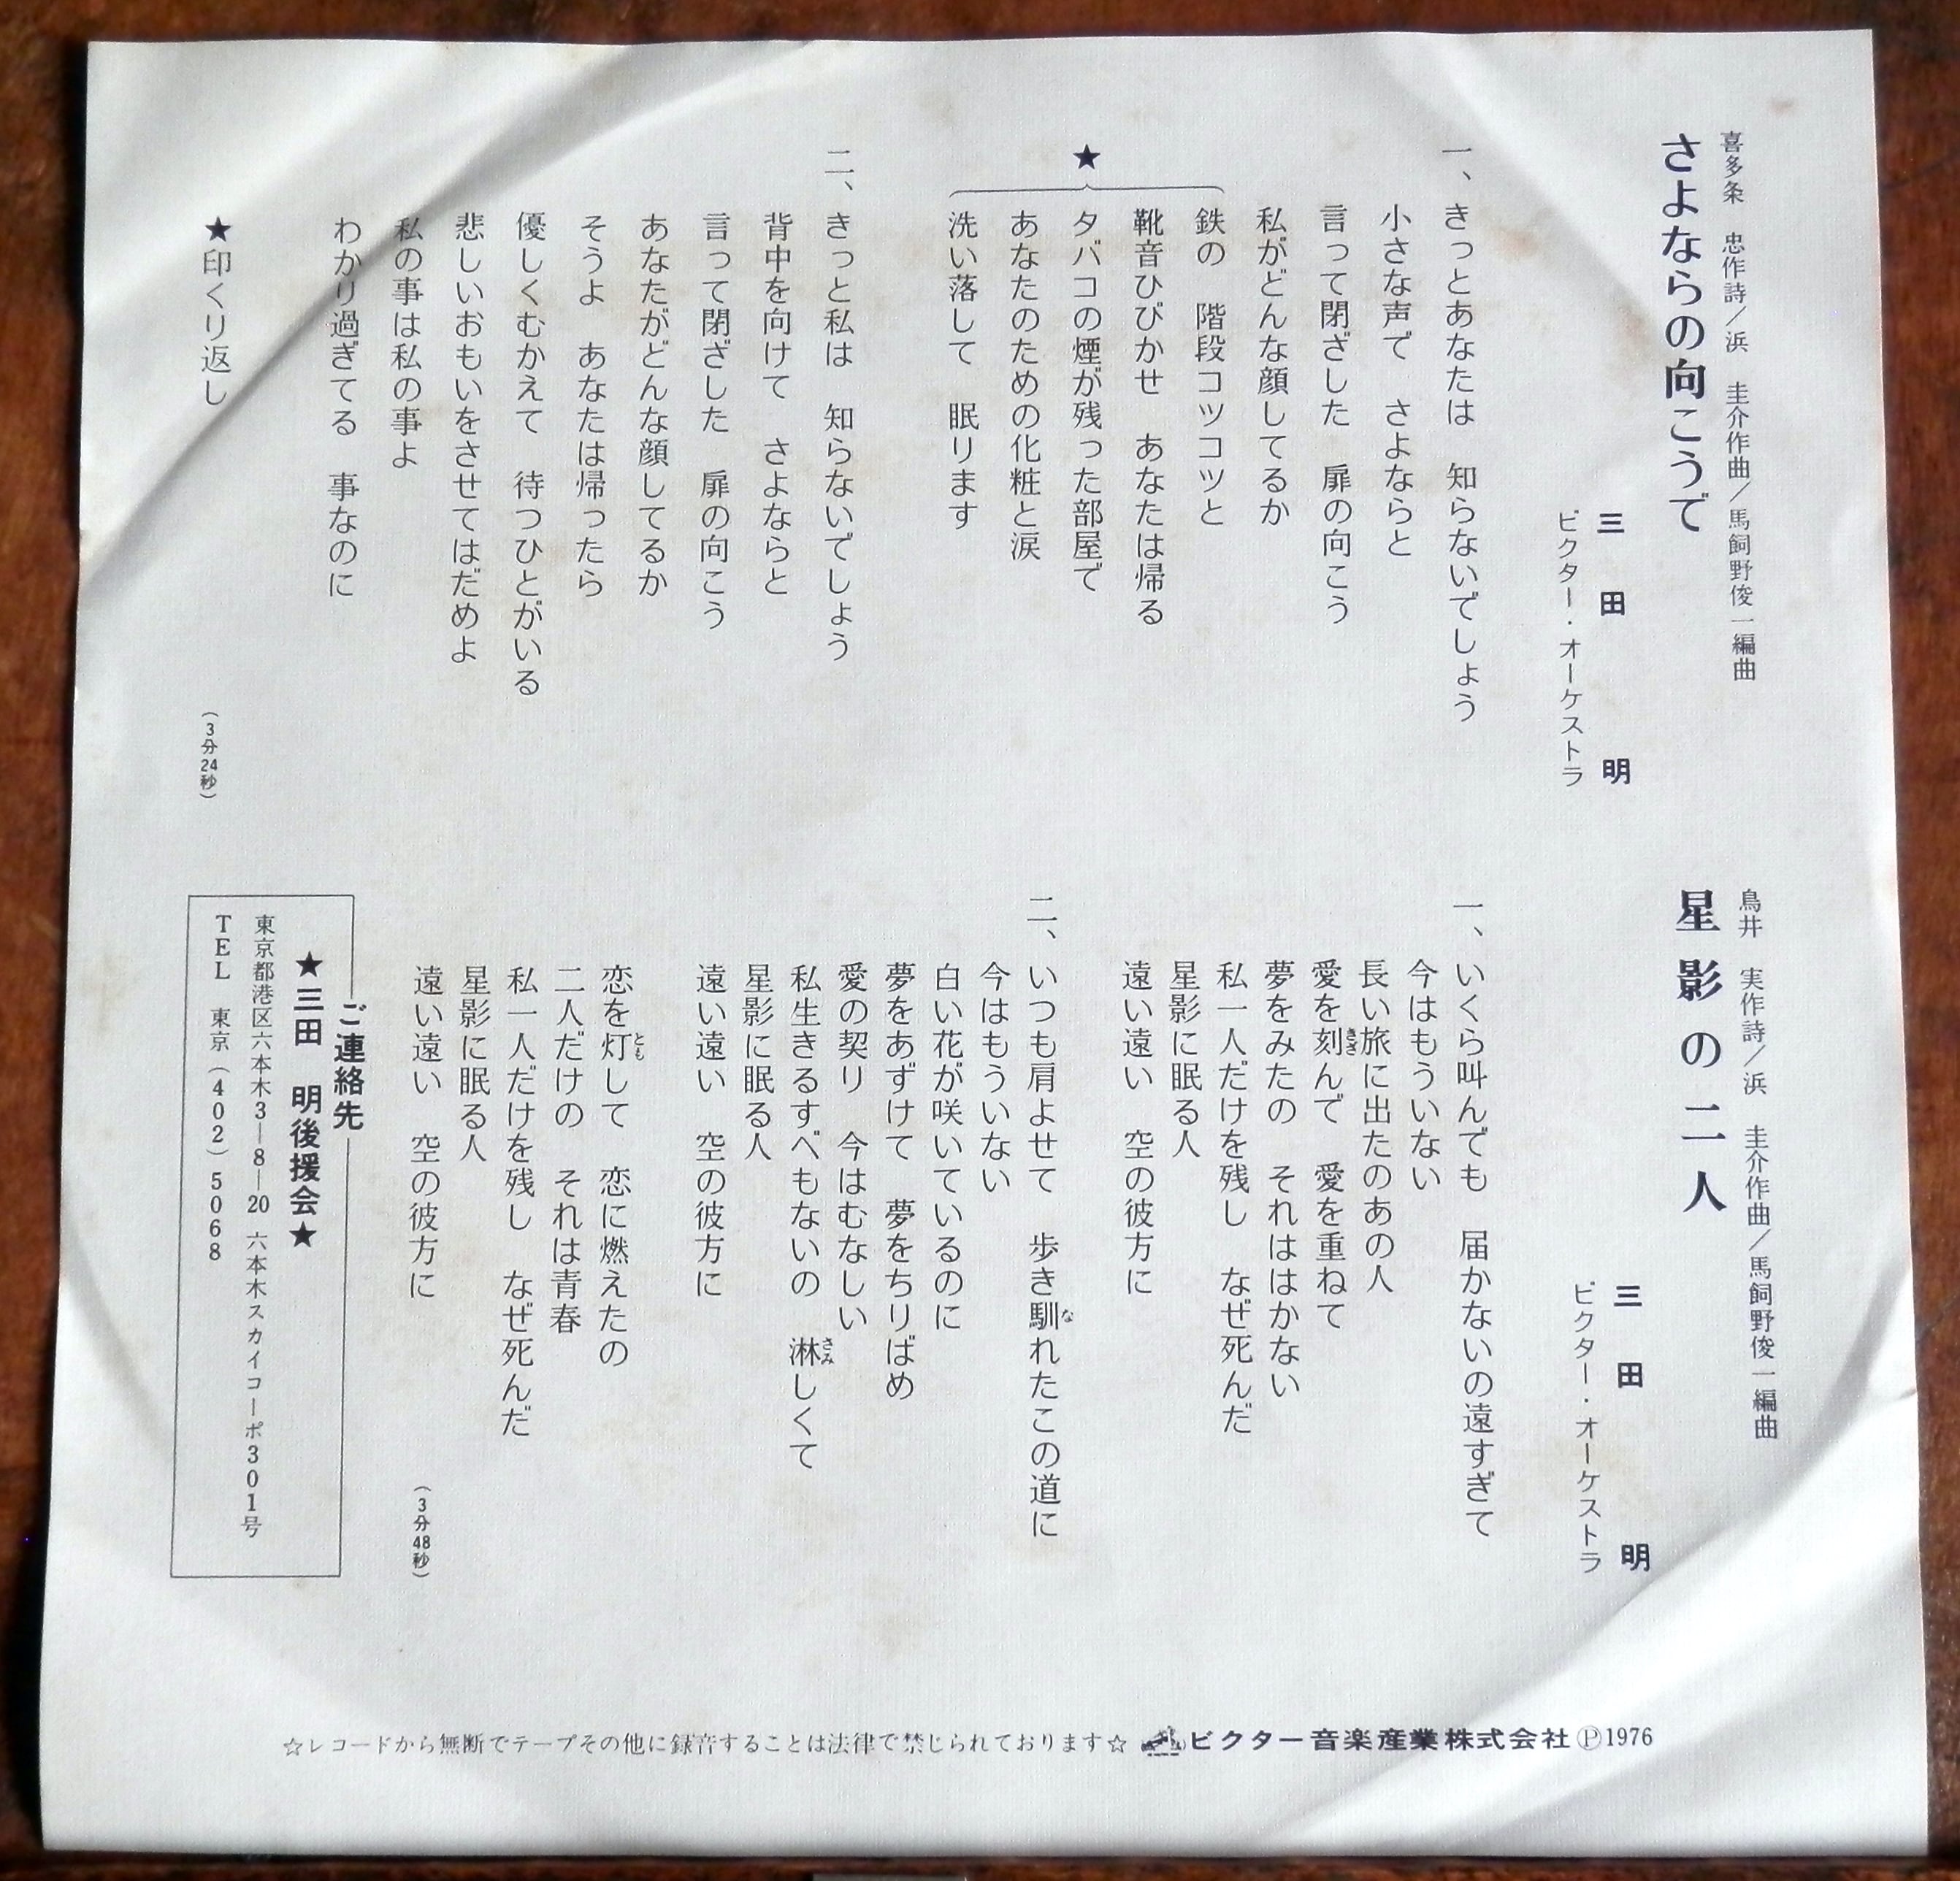 喜多条 忠作詩／浜 圭介作曲／馬飼野俊一編曲
さよならの向こうで
三田 明
ビクター・オーケストラ
一、きっとあなたは 知らないでしょう
小さな声で さよならと
言って閉ざした 扉の向こう
私がどんな顔してるか
鉄の 階段コツコツと
靴音ひびかせ あなたは帰る
★
タバコの煙が残った部屋で
あなたのための化粧と涙
洗い落して 眠ります
二、きっと私は 知らないでしょう
背中を向けて さよならと
言って閉ざした 扉の向こう
あなたがどんな顔してるか
そうよ あなたは帰ったら
優しくむかえて 待つひとがいる
悲しいおもいをさせてはだめよ
私の事は私の事よ
わかり過ぎてる 事なのに
★印くり返し
（3分24秒）
鳥井 実作詩／浜 圭介作曲／馬飼野俊一編曲
星影の二人
三田 明
ビクター・オーケストラ
一、いくら叫んでも 届かないの遠すぎて
今はもういない
長い旅に出たのあの人
愛を刻んで 愛を重ねて
きざ
夢をみたの それははかない
私一人だけを残し なぜ死んだ
星影に眠る人
遠い遠い 空の彼方に
二、いつも肩よせて 歩き馴れたこの道に
な
今はもういない
白い花が咲いているのに
夢をあずけて 夢をちりばめ
愛の契り 今はむなしい
私生きるすべもないの 淋しくて
さみ
星影に眠る人
遠い遠い 空の彼方に
恋を灯して 恋に燃えたの
とも
二人だけの それは青春
私一人だけを残し なぜ死んだ
星影に眠る人
遠い遠い 空の彼方に
（3分48秒）
ご連絡先
★三田 明後援会★
東京都港区六本木3―8―20 六本木スカイコーポ301号
TEL 東京（402）5068
☆レコードから無断でテープその他に録音することは法律で禁じられております☆ ビクター音楽産業株式会社Ⓟ1976